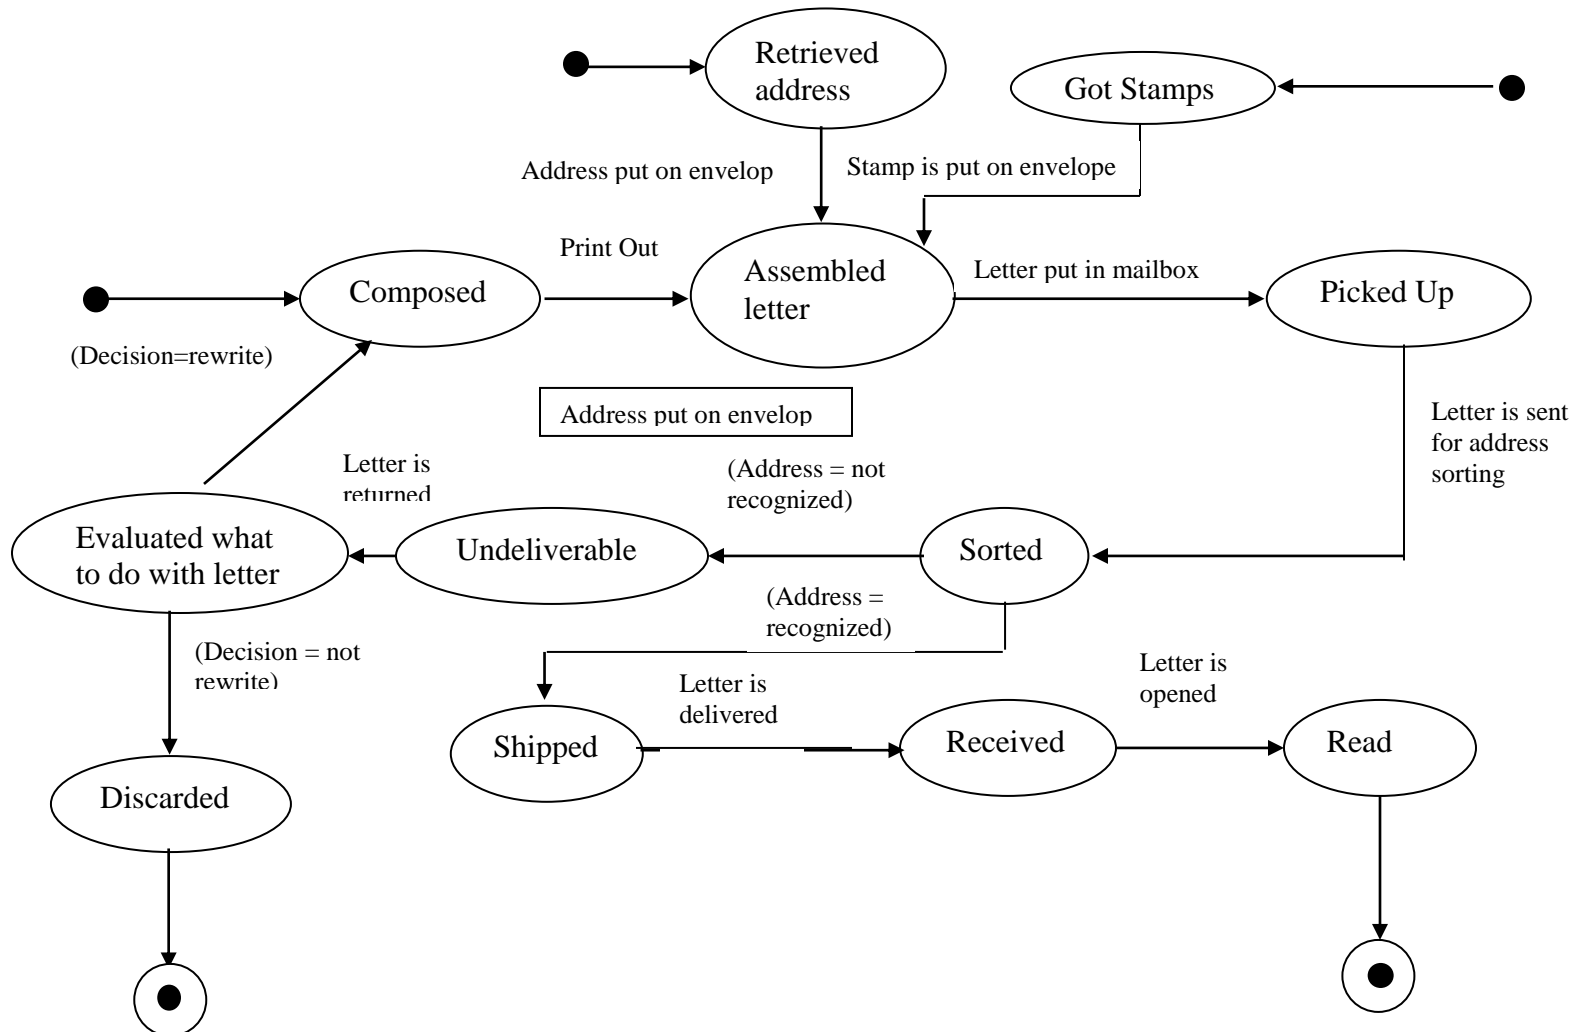 Retrieved
address
Got Stamps
Address put on envelop
Stamp is put on envelope
Print Out
Composed
Assembled
letter
Letter put in mailbox
Picked Up
(Decision=rewrite)
Address put on envelop
Letter is sent
for address
sorting
Letter is
returned
(Address = not
recognized)
Evaluated what
to do with letter
Undeliverable
Sorted
(Address =
recognized)
(Decision = not
rewrite)
Letter is
delivered
Letter is
opened
Shipped
Received
Read
Discarded